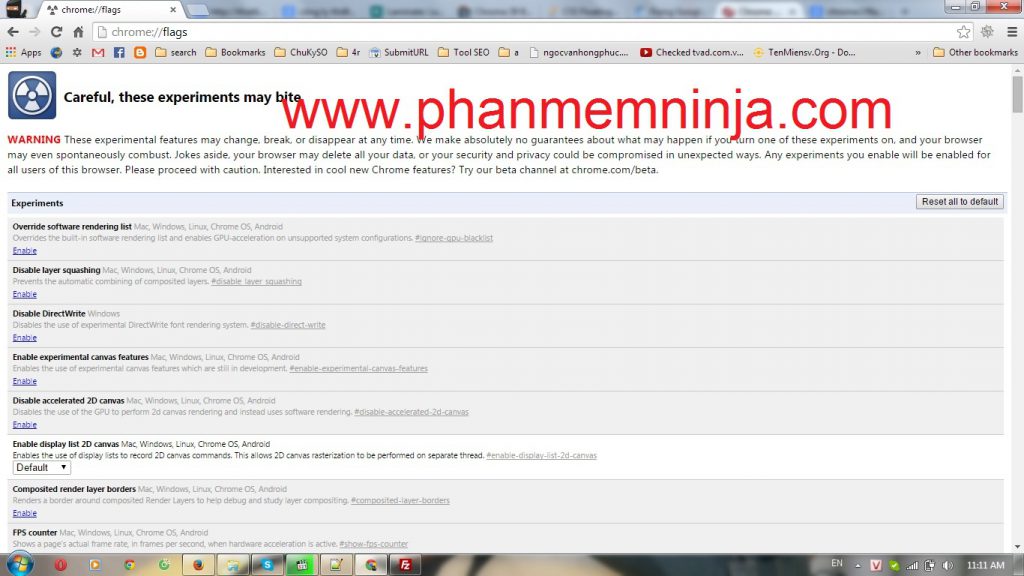 chrome://flags
chrome://flags
Apps
search
Bookmarks
ChuKySO
4r
SubmitURL
Tool SEO
a
ngocvanhongphuc....
Checked tvad.com.v...
TenMiensv.Org - Do...
»
Other bookmarks
Careful, these experiments may bite
www.phanmemninja.com
WARNING These experimental features may change, break, or disappear at any time. We make absolutely no guarantees about what may happen if you turn one of these experiments on, and your browser
may even spontaneously combust. Jokes aside, your browser may delete all your data, or your security and privacy could be compromised in unexpected ways. Any experiments you enable will be enabled for
all users of this browser. Please proceed with caution. Interested in cool new Chrome features? Try our beta channel at chrome.com/beta.
Experiments
Reset all to default
Override software rendering list Mac, Windows, Linux, Chrome OS, Android
Overrides the built-in software rendering list and enables GPU-acceleration on unsupported system configurations. #ignore-gpu-blacklist
Enable
Disable layer squashing Mac, Windows, Linux, Chrome OS, Android
Prevents the automatic combining of composited layers. #disable_layer_squashing
Enable
Disable DirectWrite Windows
Disables the use of experimental DirectWrite font rendering system. #disable-direct-write
Enable
Enable experimental canvas features Mac, Windows, Linux, Chrome OS, Android
Enables the use of experimental canvas features which are still in development. #enable-experimental-canvas-features
Enable
Disable accelerated 2D canvas Mac, Windows, Linux, Chrome OS, Android
Disables the use of the GPU to perform 2d canvas rendering and instead uses software rendering. #disable-accelerated-2d-canvas
Enable
Enable display list 2D canvas Mac, Windows, Linux, Chrome OS, Android
Enables the use of display lists to record 2D canvas commands. This allows 2D canvas rasterization to be performed on separate thread. #enable-display-list-2d-canvas
Default
Composited render layer borders Mac, Windows, Linux, Chrome OS, Android
Renders a border around composited Render Layers to help debug and study layer compositing. #composited-layer-borders
Enable
FPS counter Mac, Windows, Linux, Chrome OS, Android
Shows a page's actual frame rate, in frames per second, when hardware acceleration is active. #show-fps-counter
EN
11:11 AM